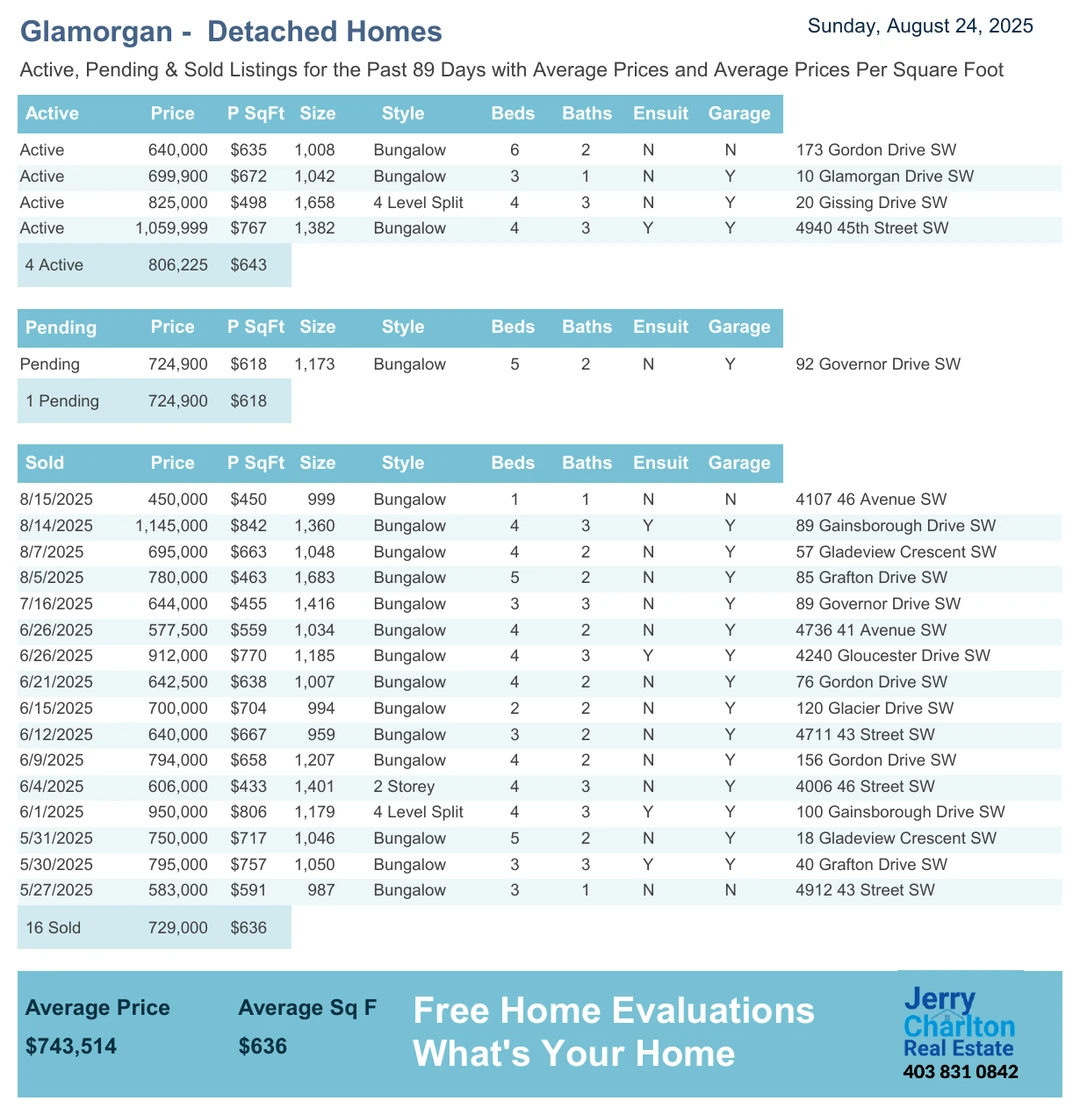 Glamorgan - Detached Homes
Sunday, August 24, 2025
Active, Pending & Sold Listings for the Past 89 Days with Average Prices and Average Prices Per Square Foot
Active Price P SqFt Size Style Beds Baths Ensuit Garage
Active 640,000 $635 1,008 Bungalow 6 2 N N 173 Gordon Drive SW
Active 699,900 $672 1,042 Bungalow 3 1 N Y 10 Glamorgan Drive SW
Active 825,000 $498 1,658 4 Level Split 4 3 N Y 20 Gissing Drive SW
Active 1,059,999 $767 1,382 Bungalow 4 3 Y Y 4940 45th Street SW
4 Active 806,225 $643
Pending Price P SqFt Size Style Beds Baths Ensuit Garage
Pending 724,900 $618 1,173 Bungalow 5 2 N Y 92 Governor Drive SW
1 Pending 724,900 $618
Sold Price P SqFt Size Style Beds Baths Ensuit Garage
8/15/2025 450,000 $450 999 Bungalow 1 1 N N 4107 46 Avenue SW
8/14/2025 1,145,000 $842 1,360 Bungalow 4 3 Y Y 89 Gainsborough Drive SW
8/7/2025 695,000 $663 1,048 Bungalow 4 2 N Y 57 Gladeview Crescent SW
8/5/2025 780,000 $463 1,683 Bungalow 5 2 N Y 85 Grafton Drive SW
7/16/2025 644,000 $455 1,416 Bungalow 3 3 N Y 89 Governor Drive SW
6/26/2025 577,500 $559 1,034 Bungalow 4 2 N Y 4736 41 Avenue SW
6/26/2025 912,000 $770 1,185 Bungalow 4 3 Y Y 4240 Gloucester Drive SW
6/21/2025 642,500 $638 1,007 Bungalow 4 2 N Y 76 Gordon Drive SW
6/15/2025 700,000 $704 994 Bungalow 2 2 N Y 120 Glacier Drive SW
6/12/2025 640,000 $667 959 Bungalow 3 2 N Y 4711 43 Street SW
6/9/2025 794,000 $658 1,207 Bungalow 4 2 N Y 156 Gordon Drive SW
6/4/2025 606,000 $433 1,401 2 Storey 4 3 N Y 4006 46 Street SW
6/1/2025 950,000 $806 1,179 4 Level Split 4 3 Y Y 100 Gainsborough Drive SW
5/31/2025 750,000 $717 1,046 Bungalow 5 2 N Y 18 Gladeview Crescent SW
5/30/2025 795,000 $757 1,050 Bungalow 3 3 Y Y 40 Grafton Drive SW
5/27/2025 583,000 $591 987 Bungalow 3 1 N N 4912 43 Street SW
16 Sold 729,000 $636
Average Price Average Sq F
$743,514 $636
Free Home Evaluations
What's Your Home
Jerry
Charlton
Real Estate
403 831 0842